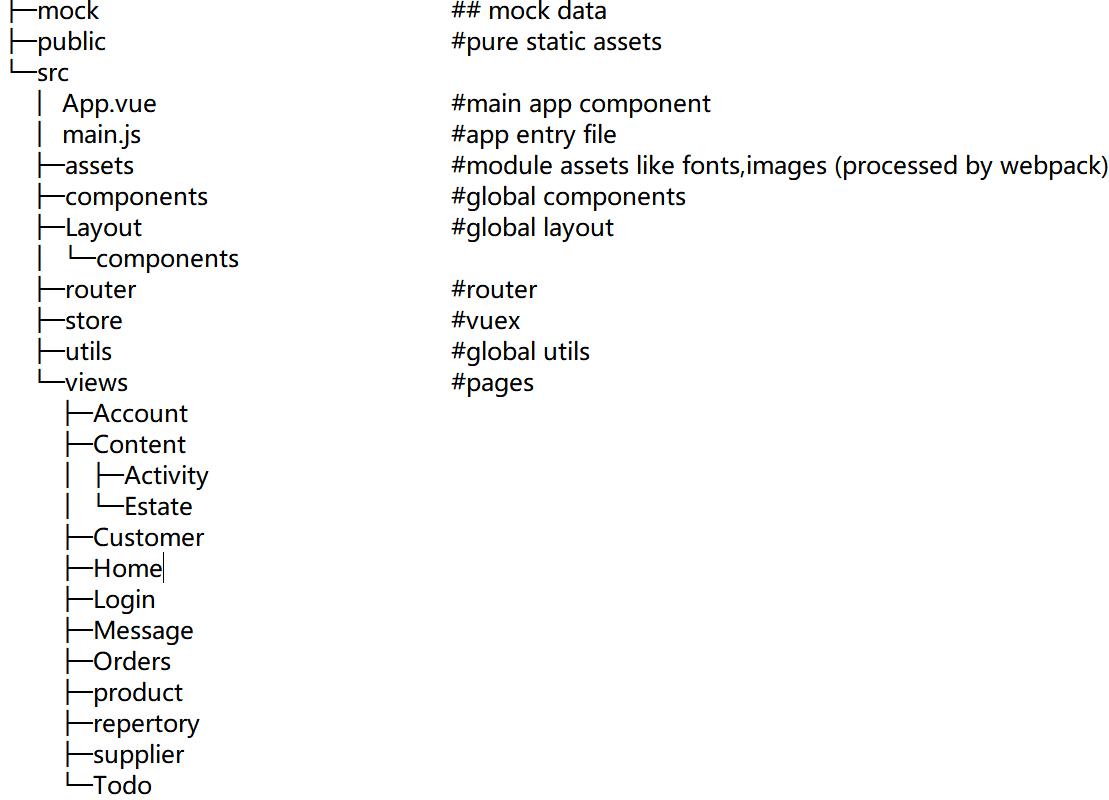 ├─mock ## mock data
├─public #pure static assets
└─src
│ App.vue #main app component
│ main.js #app entry file
├─assets #module assets like fonts,images (processed by webpack)
├─components #global components
├─Layout #global layout
│ └─components
├─router #router
├─store #vuex
├─utils #global utils
└─views #pages
├─Account
├─Content
│ ├─Activity
│ └─Estate
├─Customer
├─Home
├─Login
├─Message
├─Orders
├─product
├─repertory
├─supplier
└─Todo